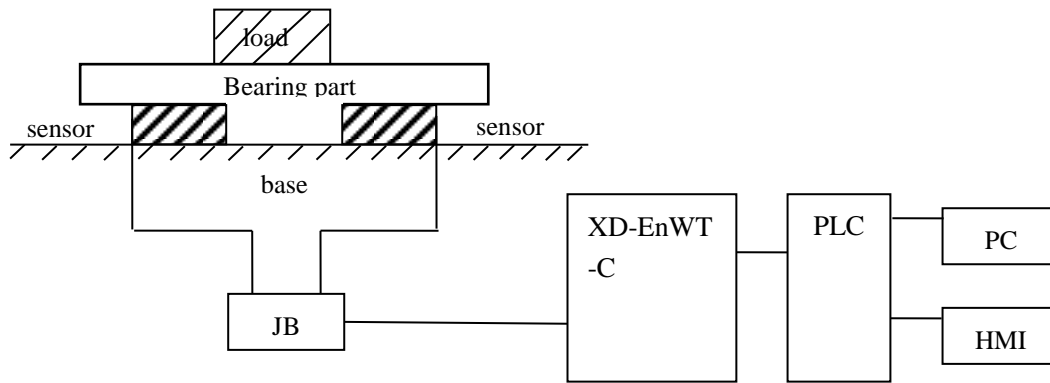 load
Bearing part
sensor
sensor
base
XD-EnWT
-C
PLC
PC
JB
HMI